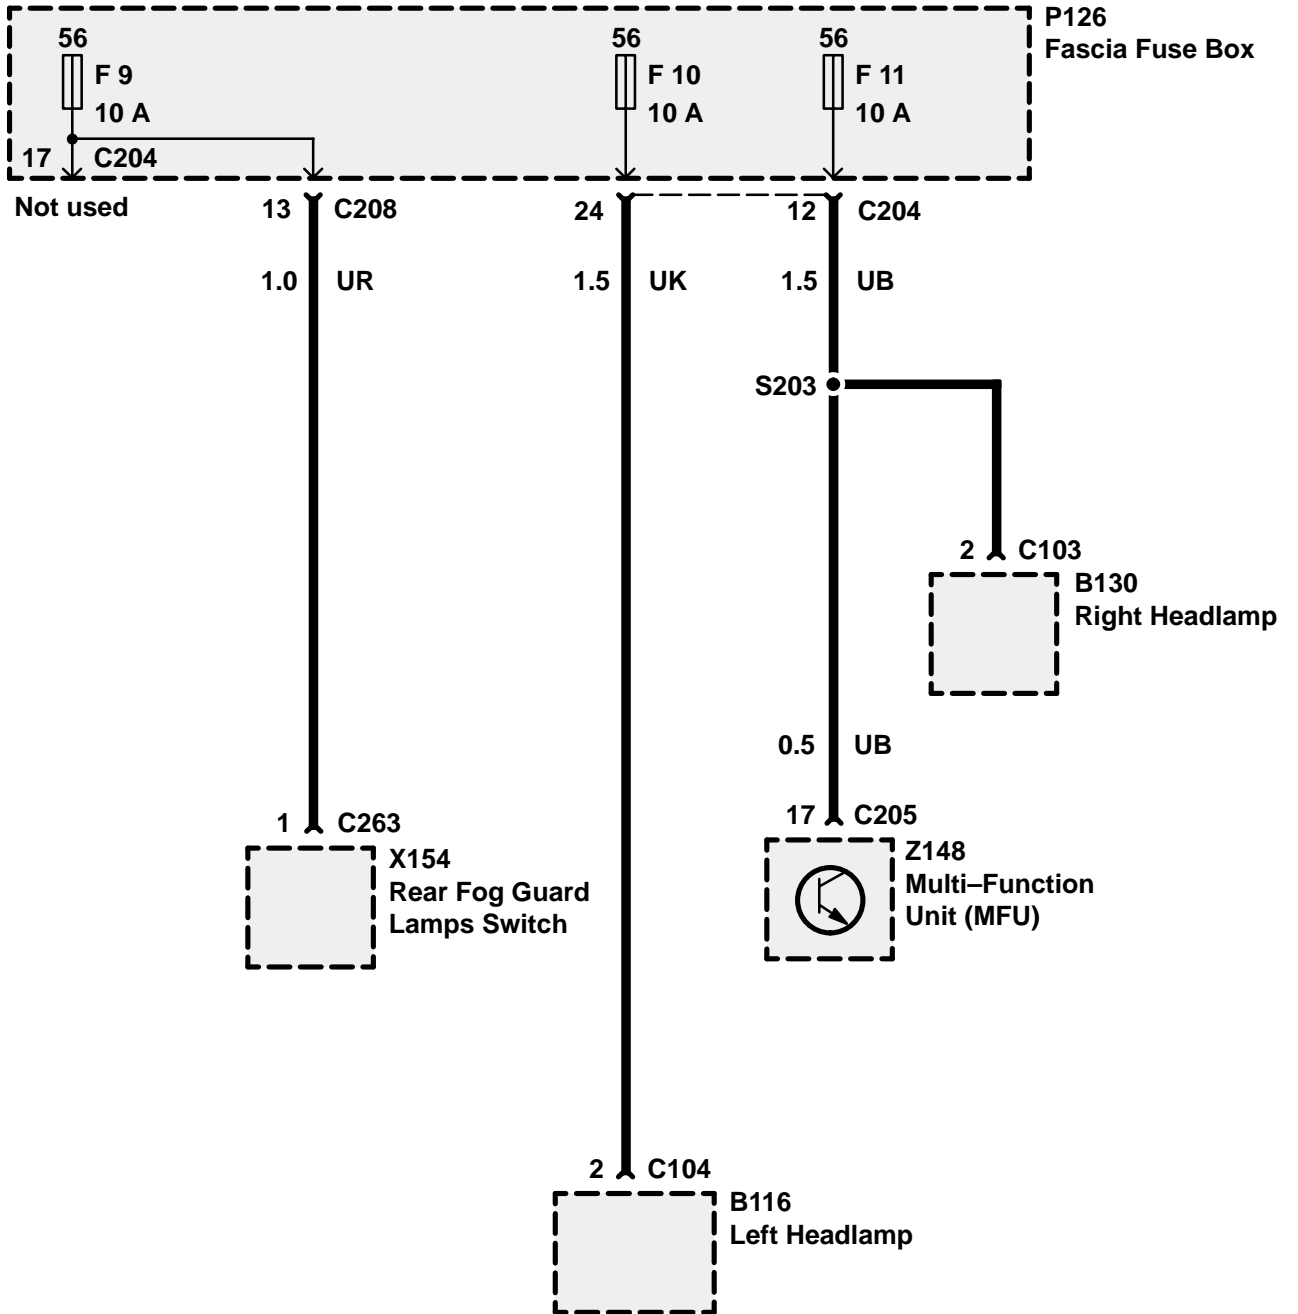 P126
Fascia Fuse Box
56
F 9
10 A
56
F 10
10 A
56
F 11
10 A
17
C204
Not used
13
C208
24
12
C204
1.0
UR
1.5
UK
1.5
UB
S203
2
C103
B130
Right Headlamp
0.5
UB
1
C263
X154
Rear Fog Guard
Lamps Switch
17
C205
Z148
Multi–Function
Unit (MFU)
2
C104
B116
Left Headlamp